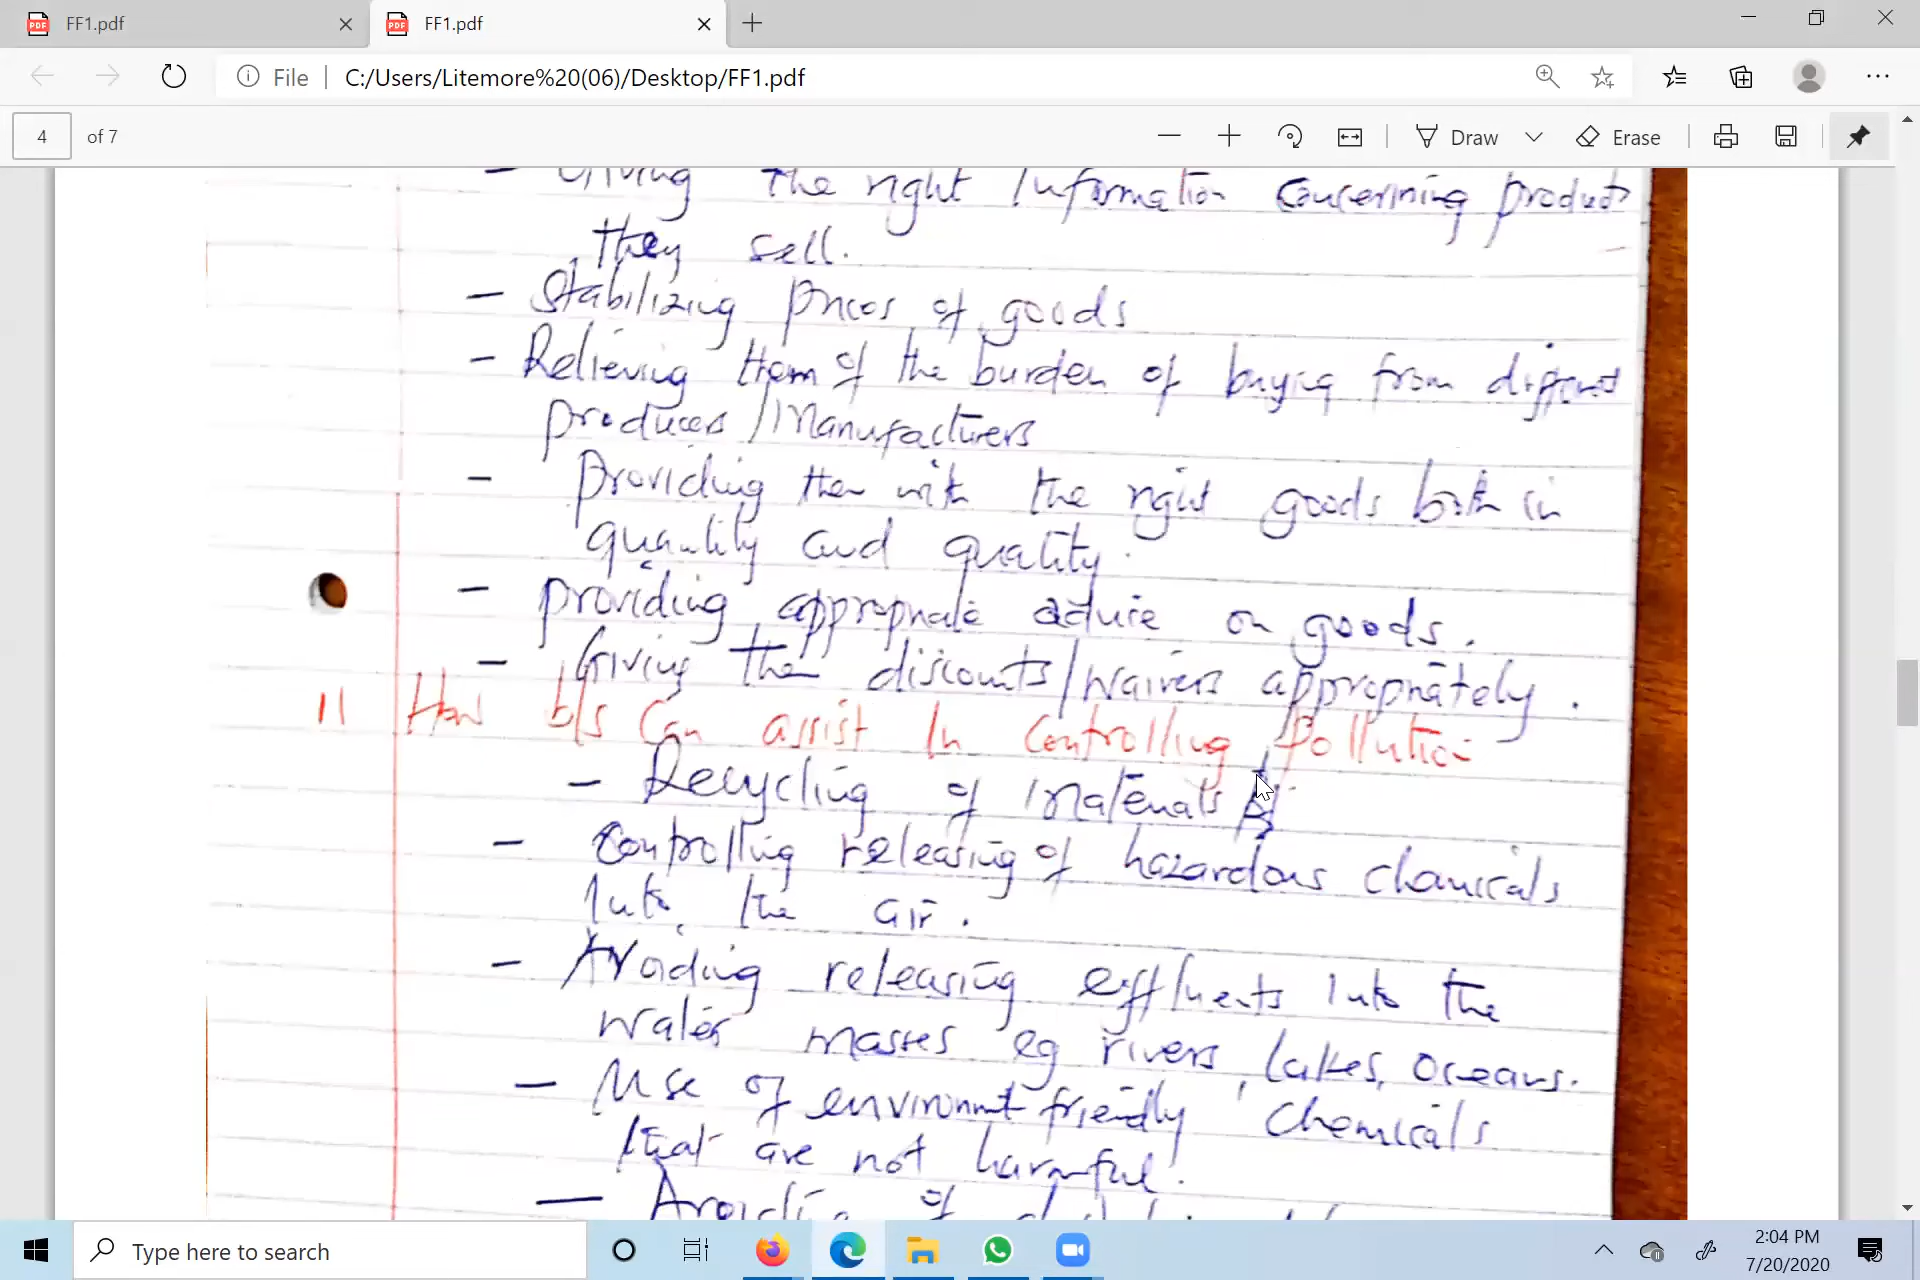 FF1.pdf
FF1.pdf
File | C:/Users/Litemore%20(06)/Desktop/FF1.pdf
4 of 7
Draw
Erase
- Giving the right Information Concerning products
they sell.
- Stabilizing prices of goods
- Relieving them of the burden of buying from different
producers/Manufacturers
- Providing them with the right goods both in
quantity and quality.
- Providing appropriate advice on goods.
- Giving them discounts/waivers appropriately.
11 How b/s Can assist In Controlling Pollution
- Recycling of materials
- Controlling releasing of hazardous chemicals
Into the air.
- Avoiding releasing effluents Into the
water masses eg rivers, lakes, Oceans.
- Use of environment friendly Chemicals
that are not harmful.
of
Type here to search
2:04 PM
7/20/2020